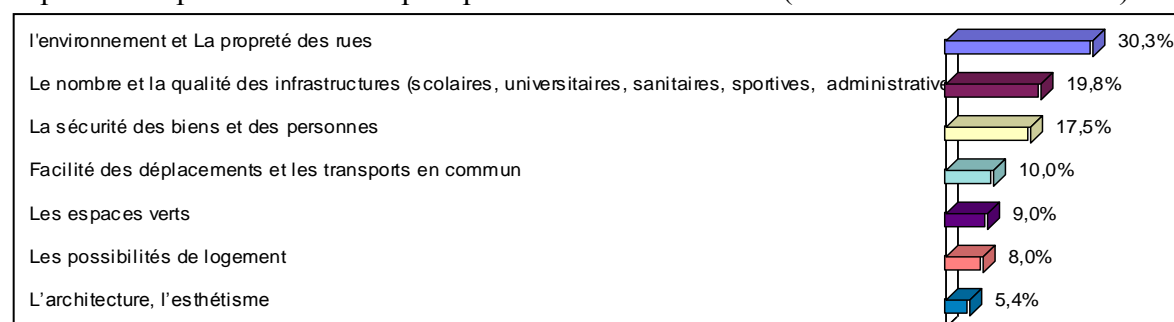 l'environnement et La propreté des rues 30,3%
Le nombre et la qualité des infrastructures (scolaires, universitaires, sanitaires, sportives, administrative 19,8%
La sécurité des biens et des personnes 17,5%
Facilité des déplacements et les transports en commun 10,0%
Les espaces verts 9,0%
Les possibilités de logement 8,0%
L'architecture, l'esthétisme 5,4%